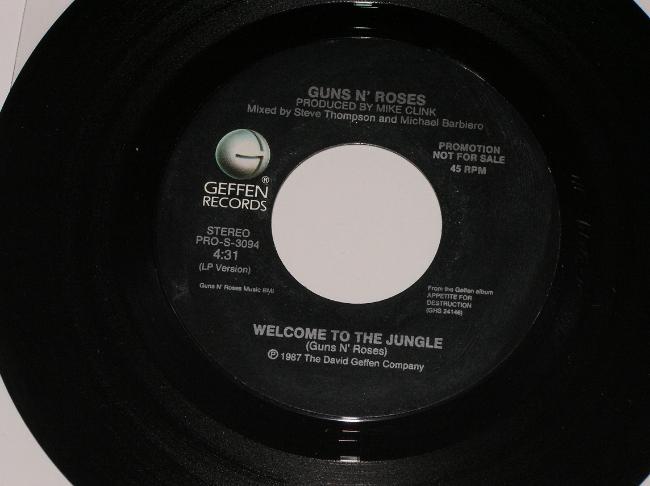 GUNS N' ROSES
PRODUCED BY MIKE CLINK
Mixed by Steve Thompson and Michael Barbiero
PROMOTION
NOT FOR SALE
45 RPM
GEFFEN ®
RECORDS
STEREO
PRO-S-3094
4:31
(LP Version)
Guns N' Roses Music BMI
From the Geffen album
APPETITE FOR
DESTRUCTION
(GHS 24148)
WELCOME TO THE JUNGLE
(Guns N' Roses)
℗ 1987 The David Geffen Company